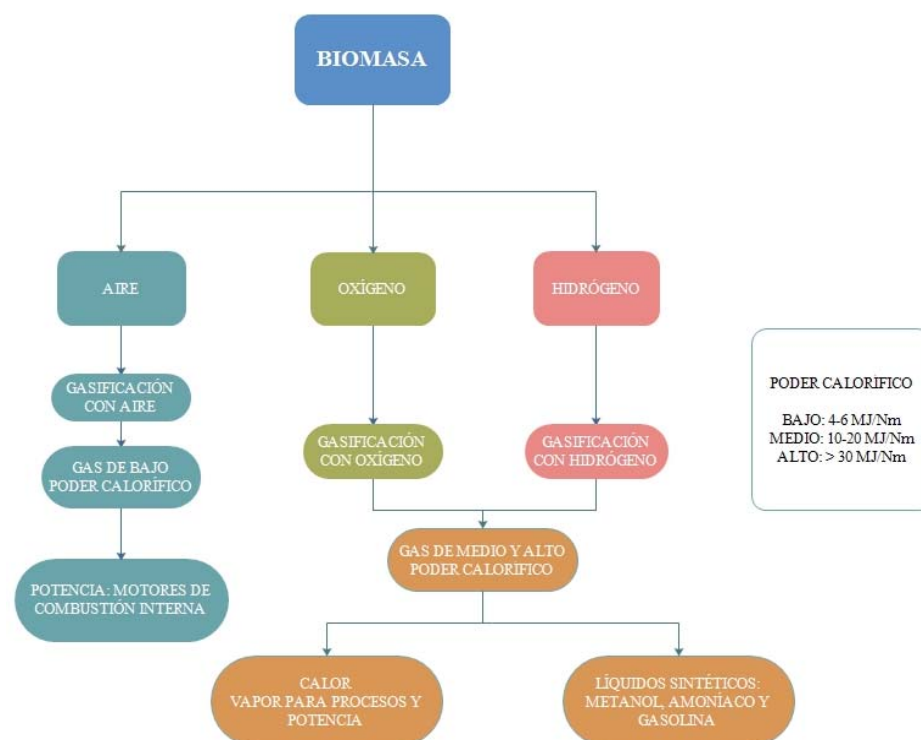 BIOMASA
AIRE
OXÍGENO
HIDRÓGENO
GASIFICACIÓN
CON AIRE
GAS DE BAJO
PODER CALORÍFICO
POTENCIA: MOTORES DE
COMBUSTIÓN INTERNA
GASIFICACIÓN
CON OXÍGENO
GASIFICACIÓN
CON HIDRÓGENO
GAS DE MEDIO Y ALTO
PODER CALORÍFICO
CALOR
VAPOR PARA PROCESOS Y
POTENCIA
LÍQUIDOS SINTÉTICOS:
METANOL, AMONÍACO Y
GASOLINA
PODER CALORÍFICO
BAJO: 4-6 MJ/Nm
MEDIO: 10-20 MJ/Nm
ALTO: > 30 MJ/Nm